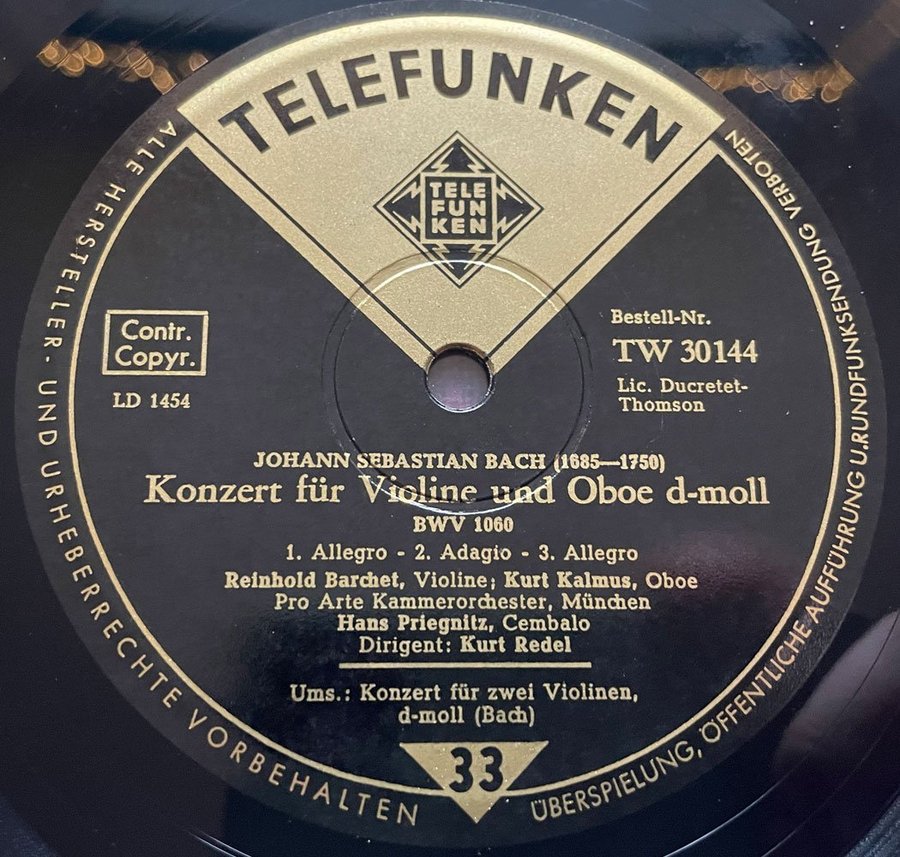 TELEFUNKEN
TELE
FUN
KEN
Contr.
Copyr.
LD 1454
Bestell-Nr.
TW 30144
Lic. Ducretet-
Thomson
JOHANN SEBASTIAN BACH (1685—1750)
Konzert für Violine und Oboe d-moll
BWV 1060
1. Allegro - 2. Adagio - 3. Allegro
Reinhold Barchet, Violine; Kurt Kalmus, Oboe
Pro Arte Kammerorchester, München
Hans Priegnitz, Cembalo
Dirigent: Kurt Redel
Ums.: Konzert für zwei Violinen,
d-moll (Bach)
33
ALLE HERSTELLER- UND URHEBERRECHTE VORBEHALTEN
ÜBERSPIELUNG, ÖFFENTLICHE AUFFÜHRUNG U.RUNDFUNKSENDUNG VERBOTEN